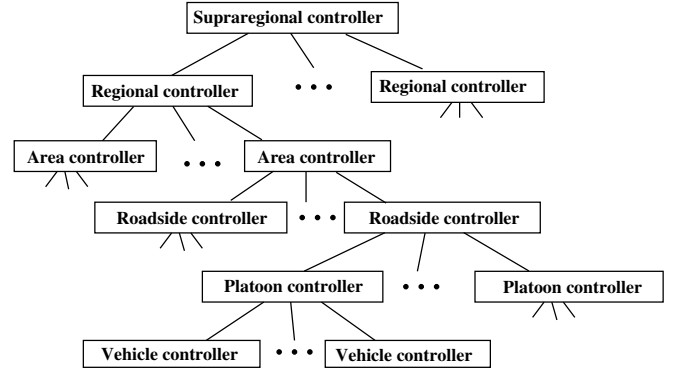 Supraregional controller
Regional controller
• • •
Regional controller
Area controller
• • •
Area controller
Roadside controller
• • •
Roadside controller
Platoon controller
• • •
Platoon controller
Vehicle controller
• • •
Vehicle controller